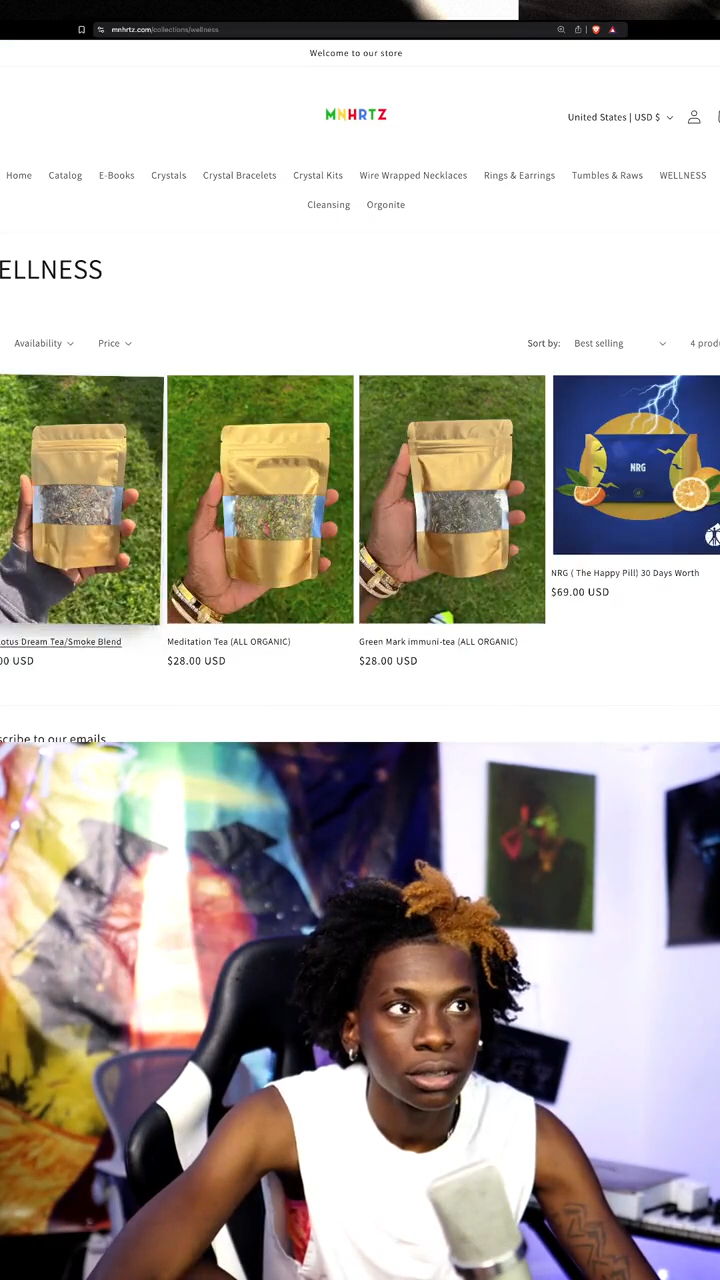 mnhrtz.com/collections/wellness
Welcome to our store
MNHRTZ
United States | USD $
Home Catalog E-Books Crystals Crystal Bracelets Crystal Kits Wire Wrapped Necklaces Rings & Earrings Tumbles & Raws WELLNESS
Cleansing Orgonite
ELLNESS
Availability Price Sort by: Best selling 4 produ
NRG
NRG ( The Happy Pill) 30 Days Worth
$69.00 USD
otus Dream Tea/Smoke Blend Meditation Tea (ALL ORGANIC) Green Mark immuni-tea (ALL ORGANIC)
00 USD $28.00 USD $28.00 USD
scribe to our emails